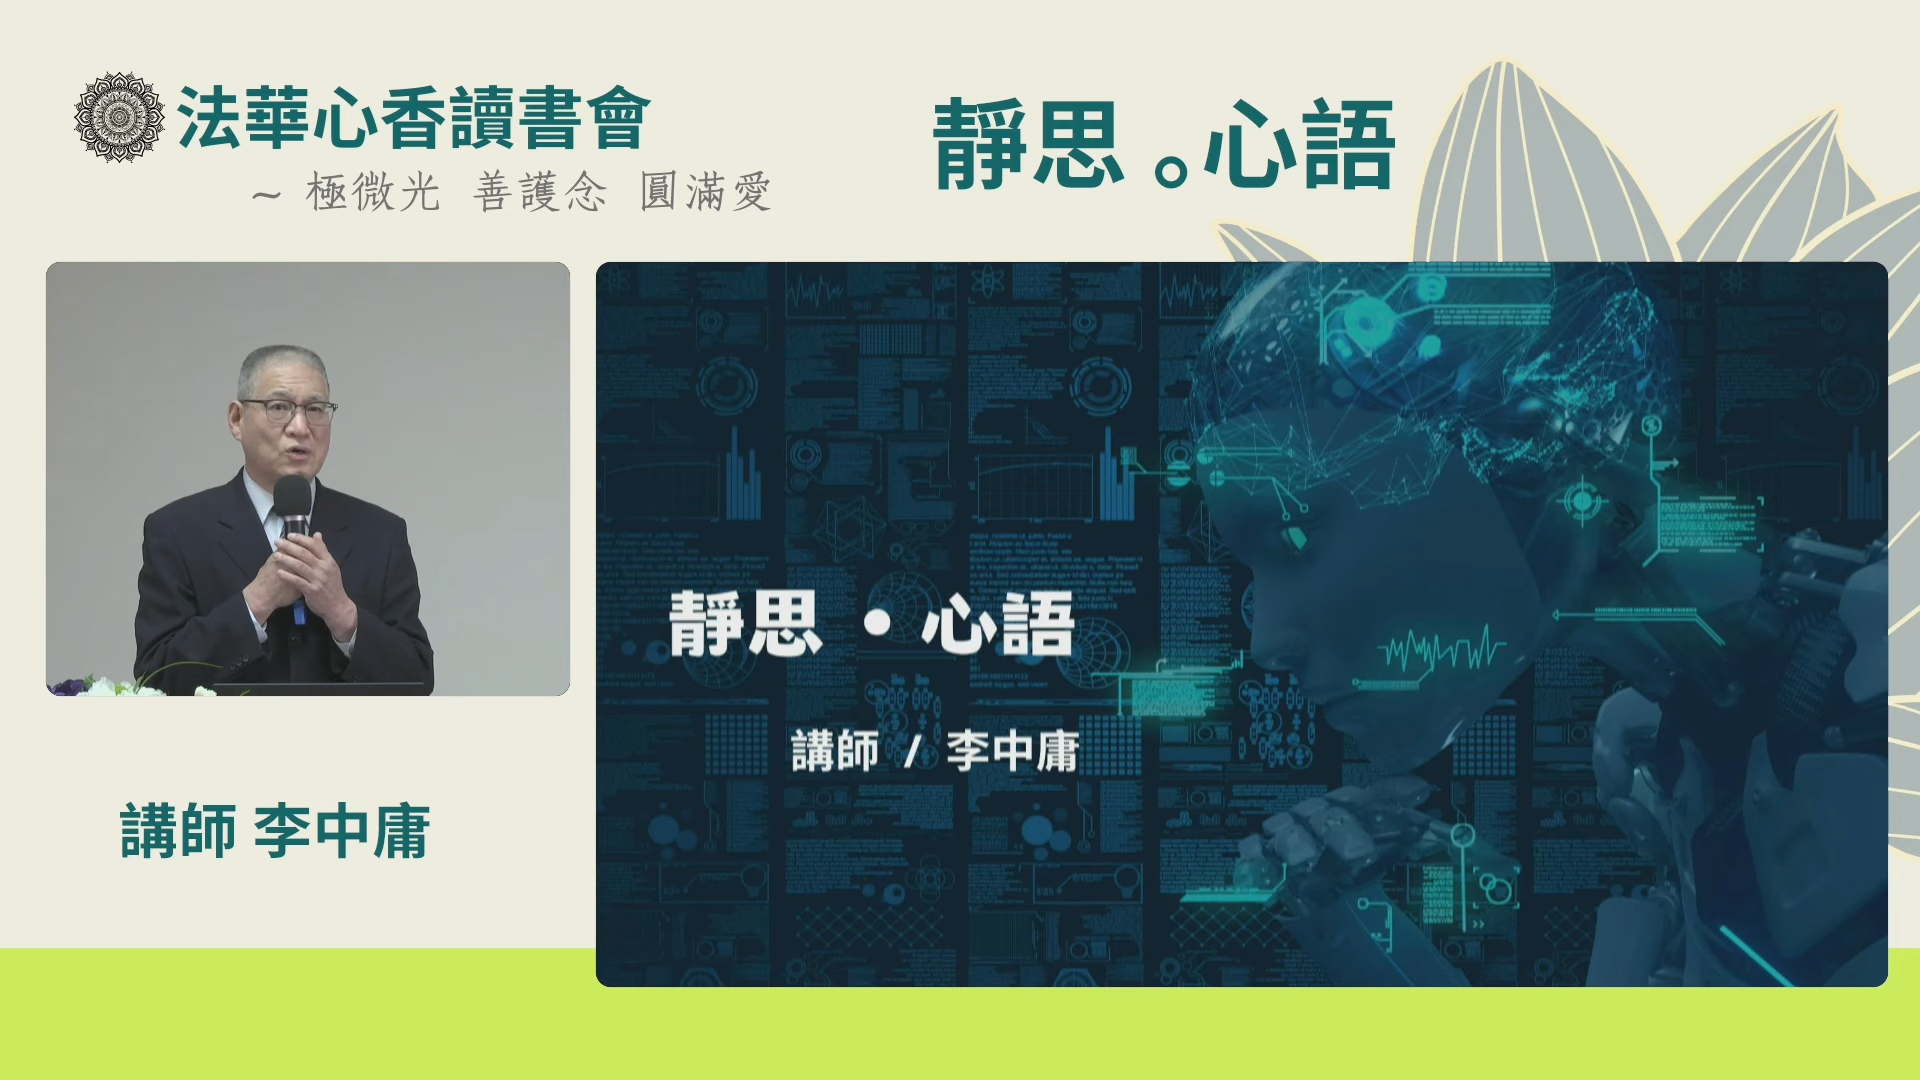 法華心香讀書會
~ 極微光 善護念 圓滿愛
靜思。心語
靜思•心語
講師 / 李中庸
講師 李中庸